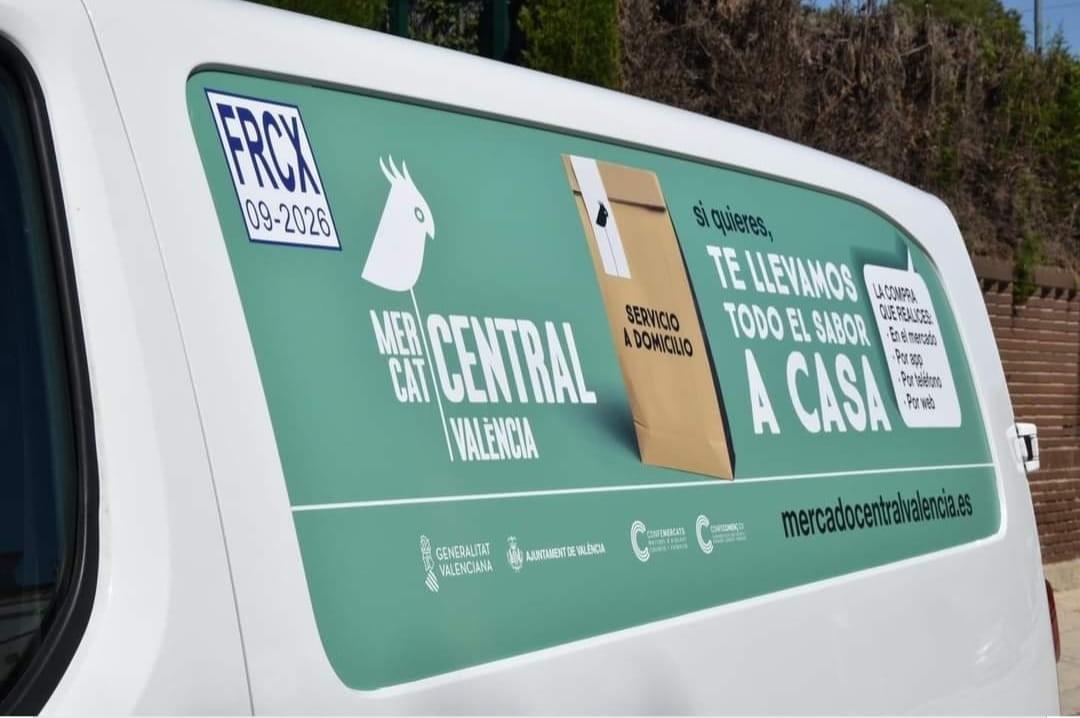 FRCX
09-2026
MER
CAT
CENTRAL
VALÈNCIA
SERVICIO
A DOMICILIO
si quieres,
TE LLEVAMOS
TODO EL SABOR
A CASA
LA COMPRA
QUE REALICES:
· En el mercado
· Por app
· Por teléfono
· Por web
GENERALITAT
VALENCIANA
AJUNTAMENT DE VALÈNCIA
CONFEMERCATS
CONFECOMERÇ CV
mercadocentralvalencia.es